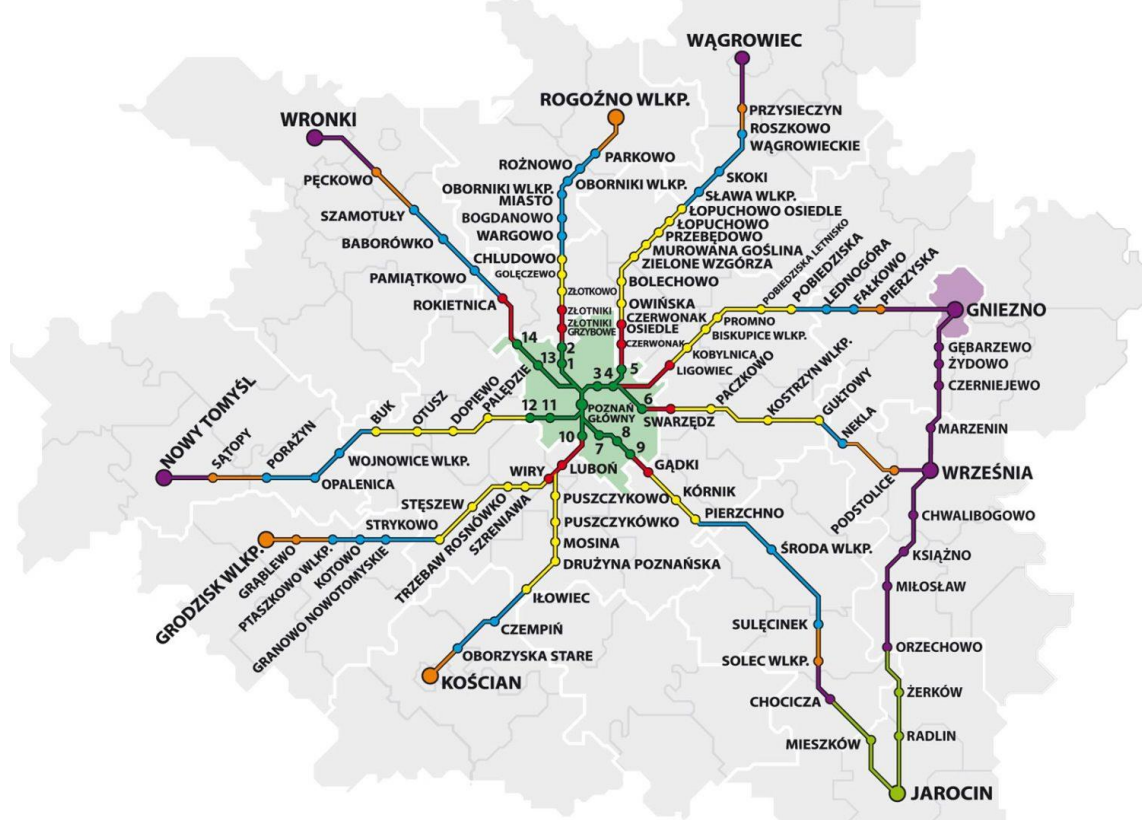 WĄGROWIEC
PRZYSIECZYN
ROSZKOWO
WĄGROWIECKIE
SKOKI
SŁAWA WLKP.
ŁOPUCHOWO OSIEDLE
ŁOPUCHOWO
PRZEBĘDOWO
MUROWANA GOŚLINA
ZIELONE WZGÓRZA
BOLECHOWO
OWIŃSKA
CZERWONAK
OSIEDLE
CZERWONAK
ROGOŹNO WLKP.
PARKOWO
ROŻNOWO
OBORNIKI WLKP.
OBORNIKI WLKP.
MIASTO
BOGDANOWO
WARGOWO
CHLUDOWO
GOLĘCZEWO
ZŁOTKOWO
ZŁOTNIKI
ZŁOTNIKI
GRZYBOWE
2
1
WRONKI
PĘCKOWO
SZAMOTUŁY
BABORÓWKO
PAMIĄTKOWO
ROKIETNICA
14
13
3 4 5
6
POBIEDZISKA LETNISKO
POBIEDZISKA
LEDNOGÓRA
FAŁKOWO
PIERZYSKA
PROMNO
BISKUPICE WLKP.
KOBYLNICA
LIGOWIEC
GNIEZNO
GĘBARZEWO
ŻYDOWO
CZERNIEJEWO
MARZENIN
WRZEŚNIA
CHWALIBOGOWO
KSIĄŻNO
MIŁOSŁAW
ORZECHOWO
ŻERKÓW
RADLIN
JAROCIN
SWARZĘDZ
PACZKOWO
KOSTRZYN WLKP.
GUŁTOWY
NEKLA
PODSTOLICE
POZNAŃ
GŁÓWNY
12 11
10
7
8
9
NOWY TOMYŚL
SĄTOPY
PORAŻYN
BUK
OTUSZ
DOPIEWO
PALĘDZIE
WOJNOWICE WLKP.
OPALENICA
GRODZISK WLKP.
GRĄBLEWO
PTASZKOWO WLKP.
KOTOWO
GRANOWO NOWOTOMYSKIE
STRYKOWO
STĘSZEW
TRZEBAW ROSNÓWKO
SZRENIAWA
WIRY
LUBOŃ
PUSZCZYKOWO
PUSZCZYKÓWKO
MOSINA
DRUŻYNA POZNAŃSKA
IŁOWIEC
CZEMPIŃ
OBORZYSKA STARE
KOŚCIAN
GĄDKI
KÓRNIK
PIERZCHNO
ŚRODA WLKP.
SULĘCINEK
SOLEC WLKP.
CHOCICZA
MIESZKÓW